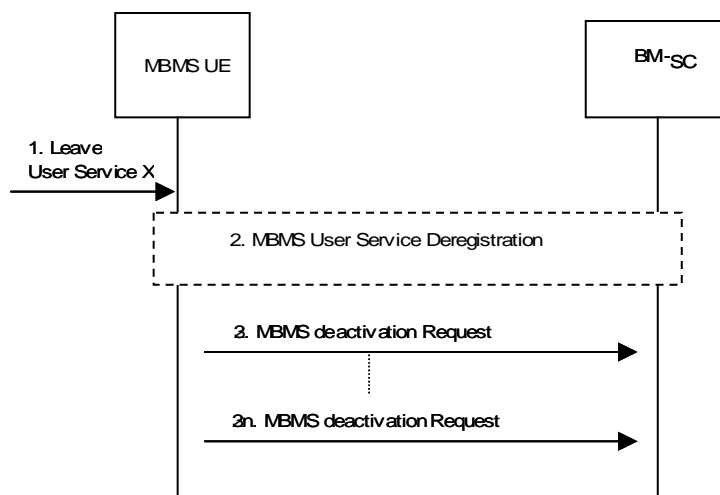 MBMS UE
BM-SC
1. Leave
User Service X
2. MBMS User Service Deregistration
3. MBMS deactivation Request
3n. MBMS deactivation Request